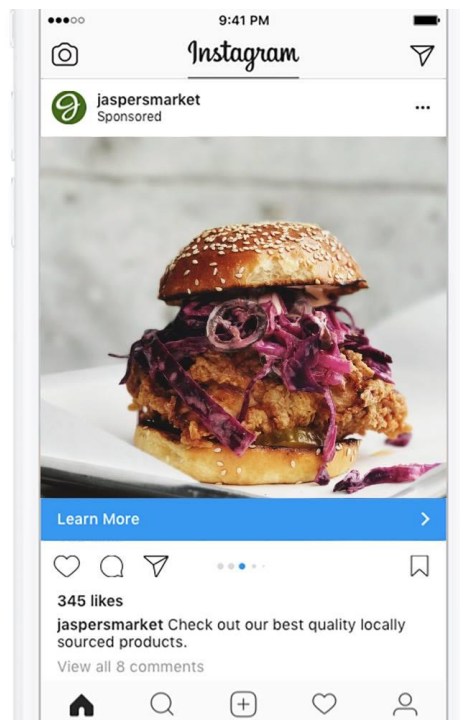 9:41 PM
Instagram
jaspersmarket
Sponsored
Learn More
345 likes
jaspersmarket Check out our best quality locally
sourced products.
View all 8 comments